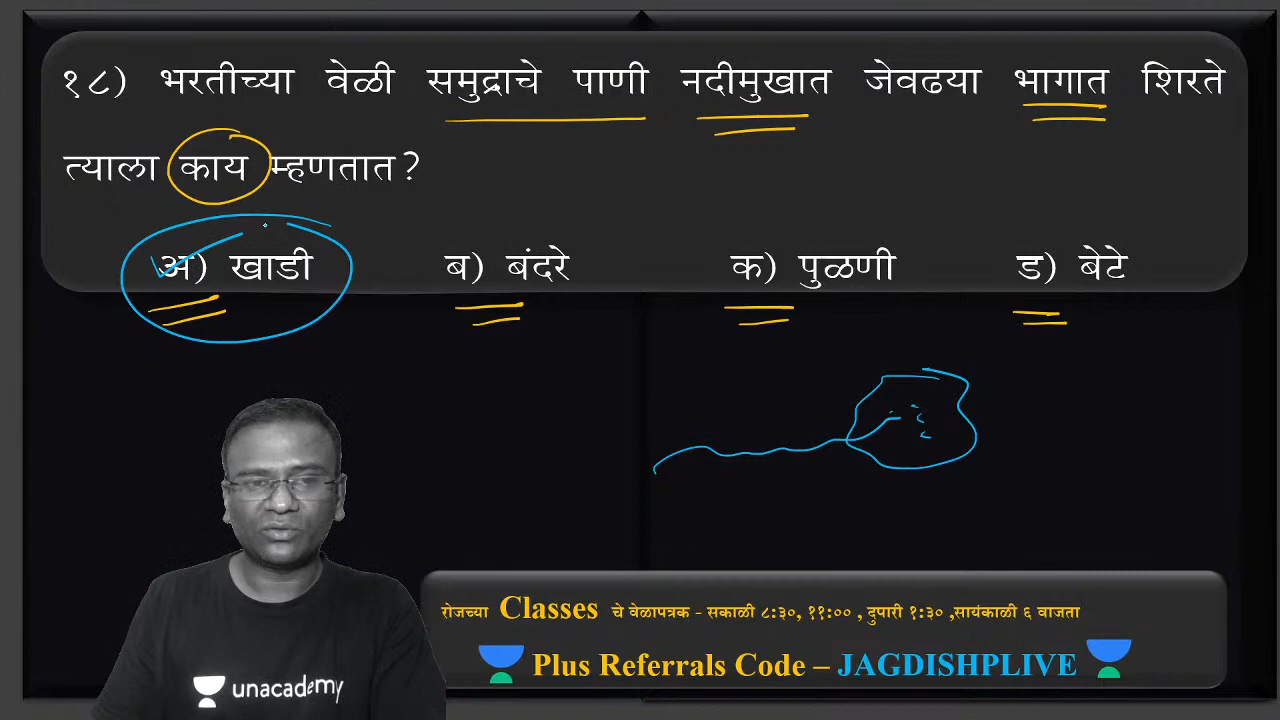 १८) भरतीच्या वेळी समुद्राचे पाणी नदीमुखात जेवढया भागात शिरते
त्याला काय म्हणतात?
अ) खाडी ब) बंदरे क) पुळणी ड) बेटे
रोजच्या Classes चे वेळापत्रक - सकाळी ८:३०, ११:०० , दुपारी १:३० ,सायंकाळी ६ वाजता
Plus Referrals Code – JAGDISHPLIVE
unacademy